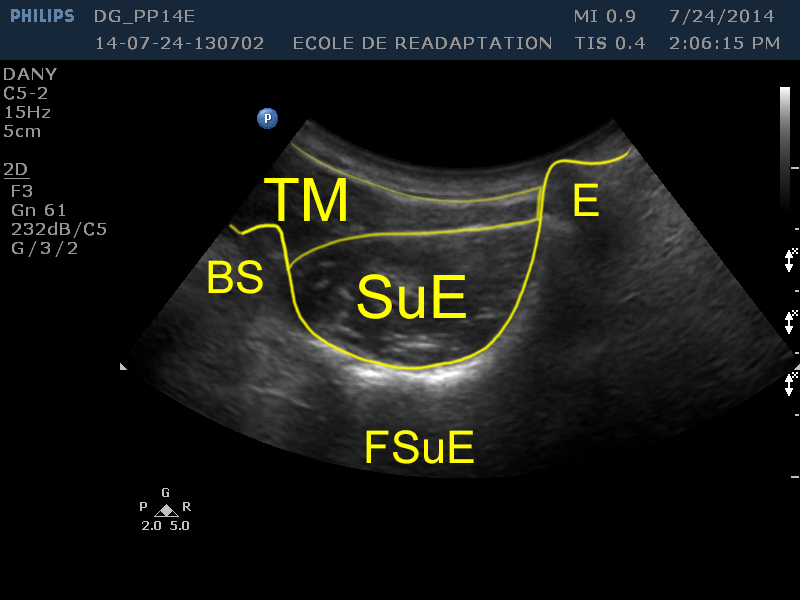 PHILIPS DG_PP14E MI 0.9 7/24/2014
14-07-24-130702 ECOLE DE READAPTATION TIS 0.4 2:06:15 PM
DANY
C5-2
15Hz
5cm
2D
F3
Gn 61
232dB/C5
G/3/2
P
TM
E
BS
SuE
FSuE
G
P R
2.0 5.0